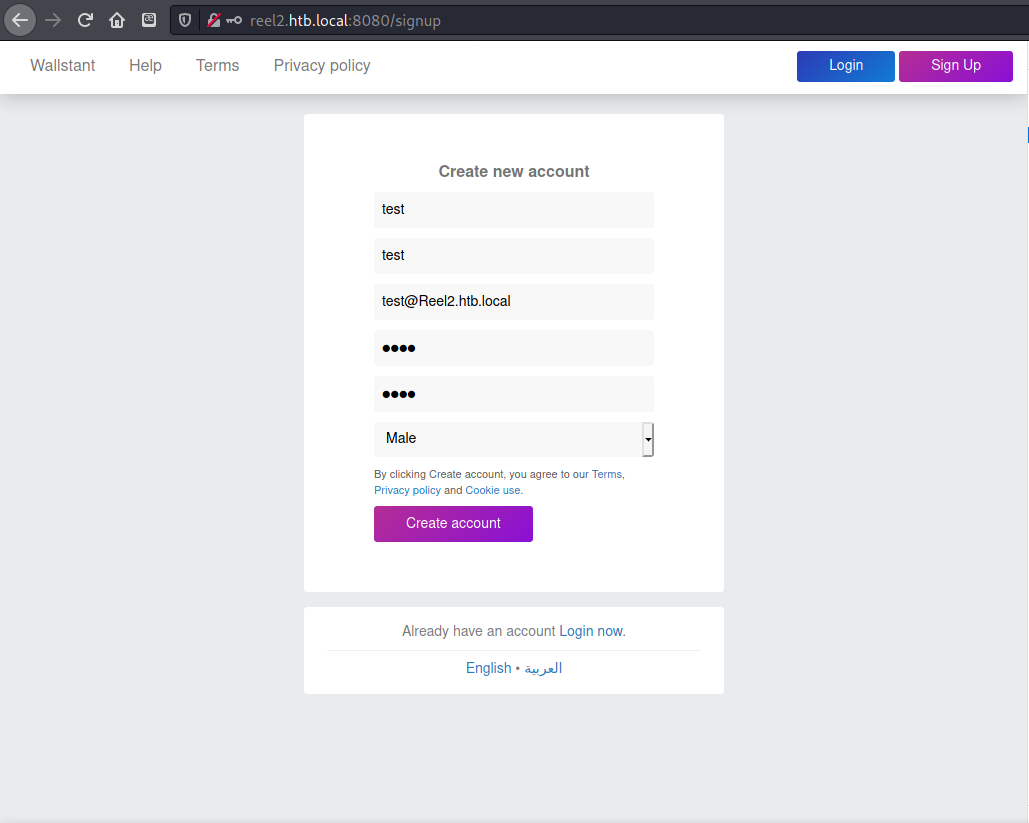 reel2.htb.local:8080/signup
Wallstant Help Terms Privacy policy Login Sign Up
Create new account
test
test
test@Reel2.htb.local
●●●●
●●●●
Male
By clicking Create account, you agree to our Terms,
Privacy policy and Cookie use.
Create account
Already have an account Login now.
English • العربية